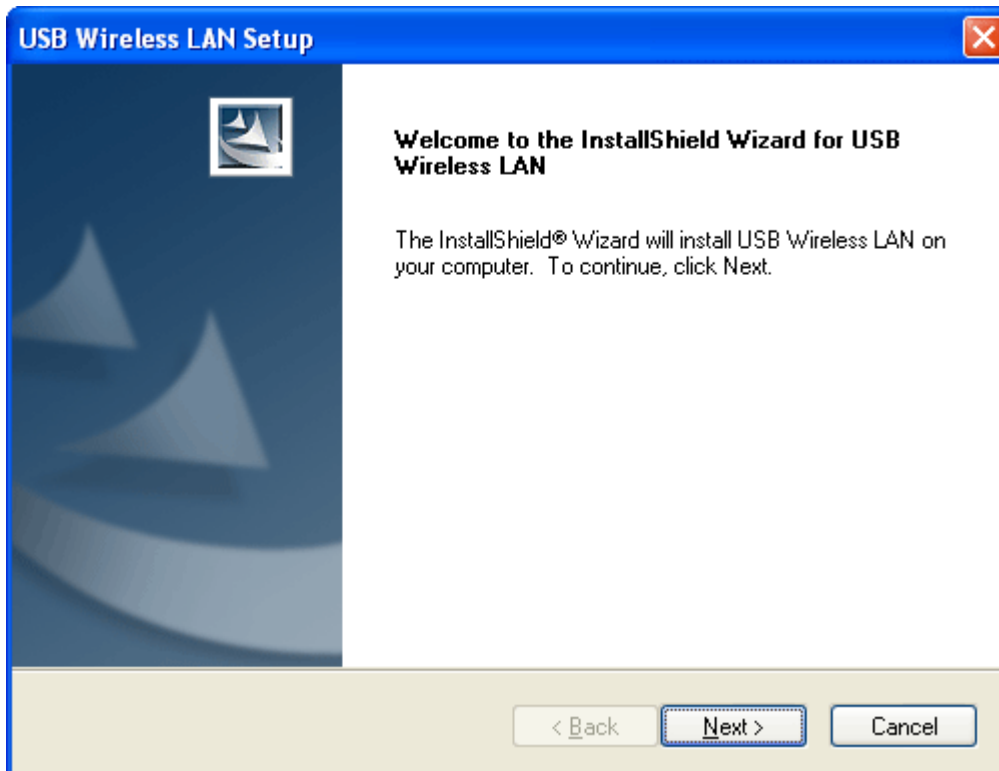 USB Wireless LAN Setup
Welcome to the InstallShield Wizard for USB
Wireless LAN
The InstallShield® Wizard will install USB Wireless LAN on
your computer.  To continue, click Next.
< Back
Next >
Cancel